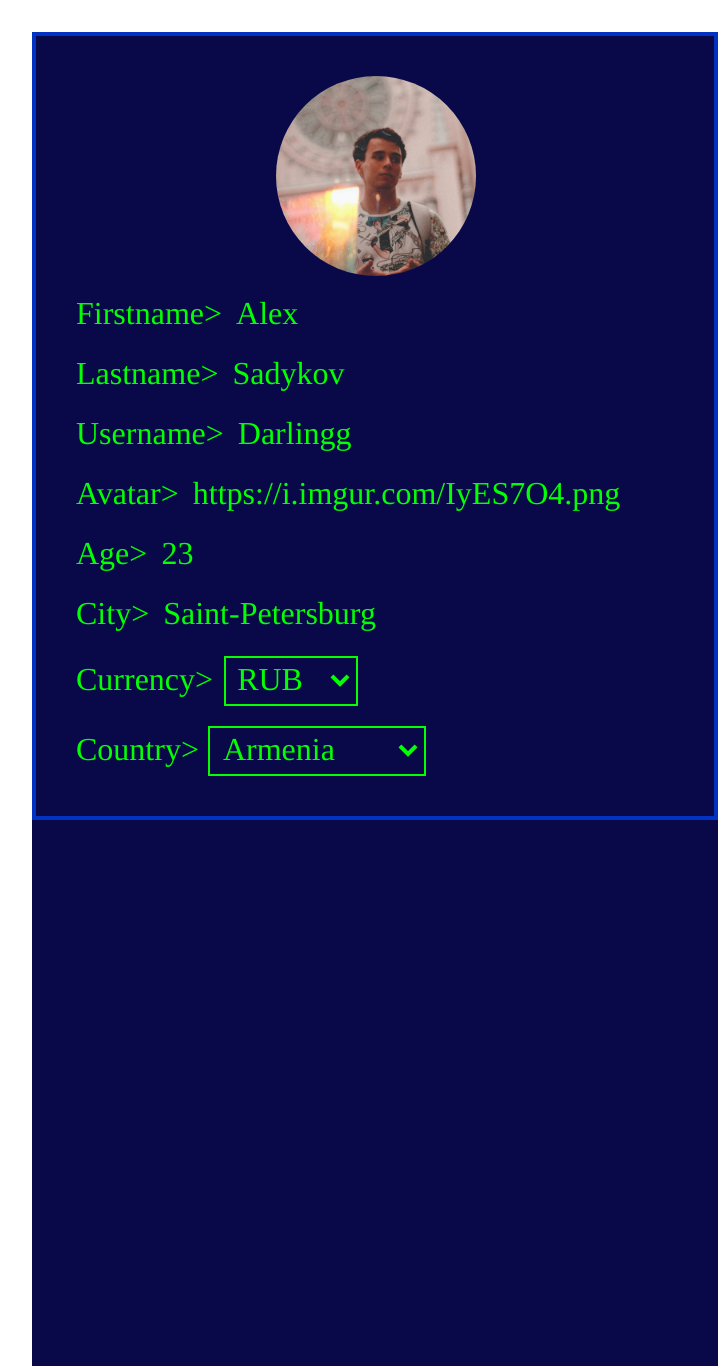 Firstname> Alex
Lastname> Sadykov
Username> Darlingg
Avatar> https://i.imgur.com/IyES7O4.png
Age> 23
City> Saint-Petersburg
Currency> RUB
Country> Armenia